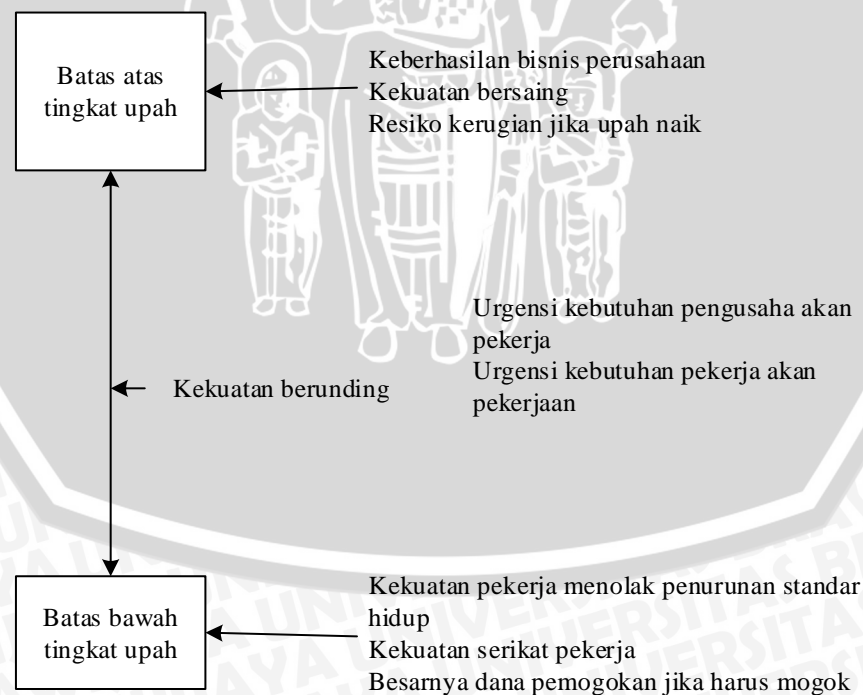 Batas atas
tingkat upah
Keberhasilan bisnis perusahaan
Kekuatan bersaing
Resiko kerugian jika upah naik
Urgensi kebutuhan pengusaha akan
pekerja
Urgensi kebutuhan pekerja akan
pekerjaan
Kekuatan berunding
Batas bawah
tingkat upah
Kekuatan pekerja menolak penurunan standar
hidup
Kekuatan serikat pekerja
Besarnya dana pemogokan jika harus mogok